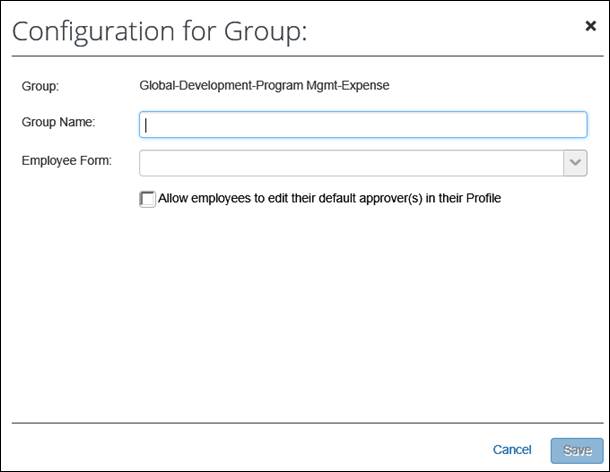 Configuration for Group:
Group: Global-Development-Program Mgmt-Expense
Group Name:
Employee Form:
Allow employees to edit their default approver(s) in their Profile
Cancel Save